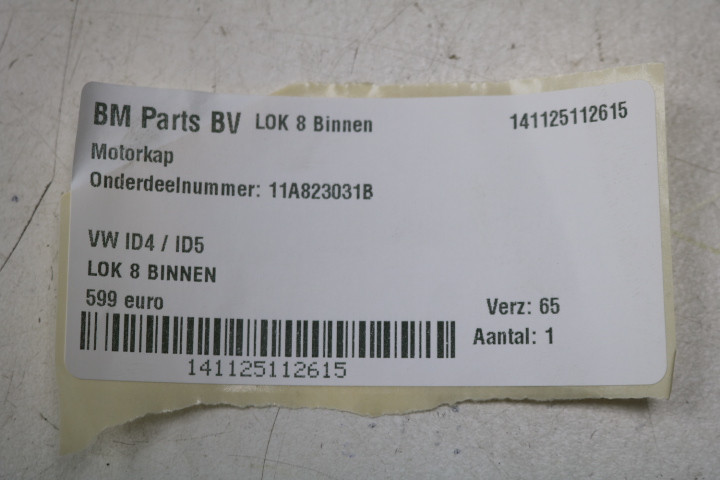 BM Parts BV LOK 8 Binnen 141125112615
Motorkap
Onderdeelnummer: 11A823031B
VW ID4 / ID5
LOK 8 BINNEN
599 euro Verz: 65
Aantal: 1
141125112615